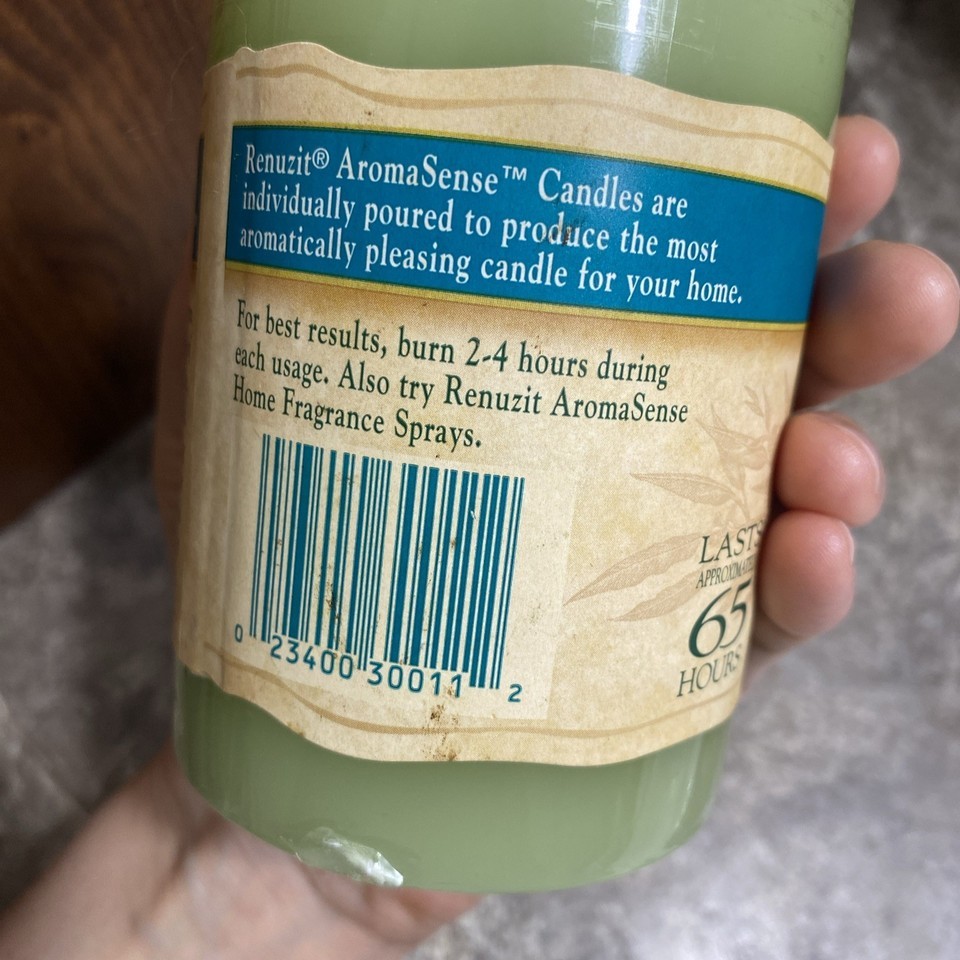 Renuzit® AromaSense™ Candles are
individually poured to produce the most
aromatically pleasing candle for your home.
For best results, burn 2-4 hours during
each usage. Also try Renuzit AromaSense
Home Fragrance Sprays.
LASTS
65
HOURS
0 23400 30011 2